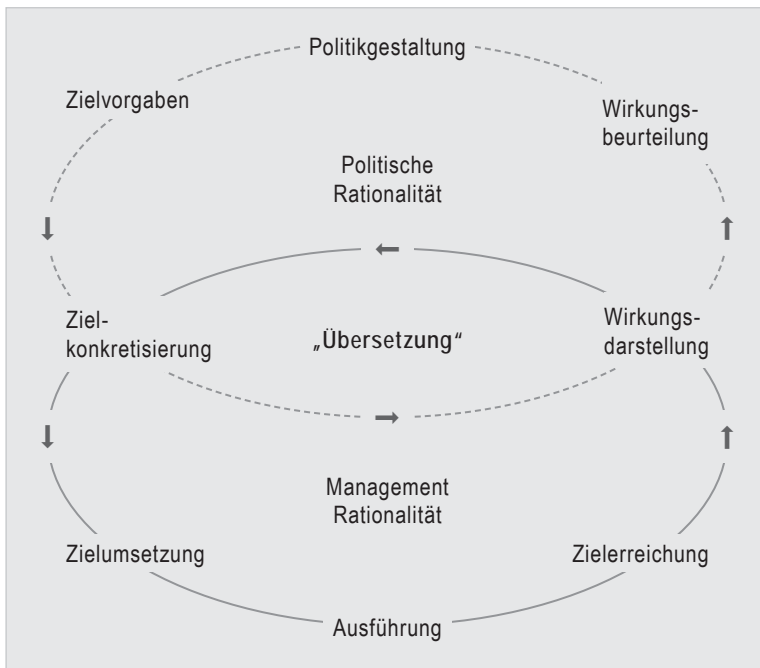 Politikgestaltung
Zielvorgaben
Wirkungs-
beurteilung
Politische
Rationalität
Ziel-
konkretisierung
„Übersetzung“
Wirkungs-
darstellung
Management
Rationalität
Zielumsetzung
Zielerreichung
Ausführung